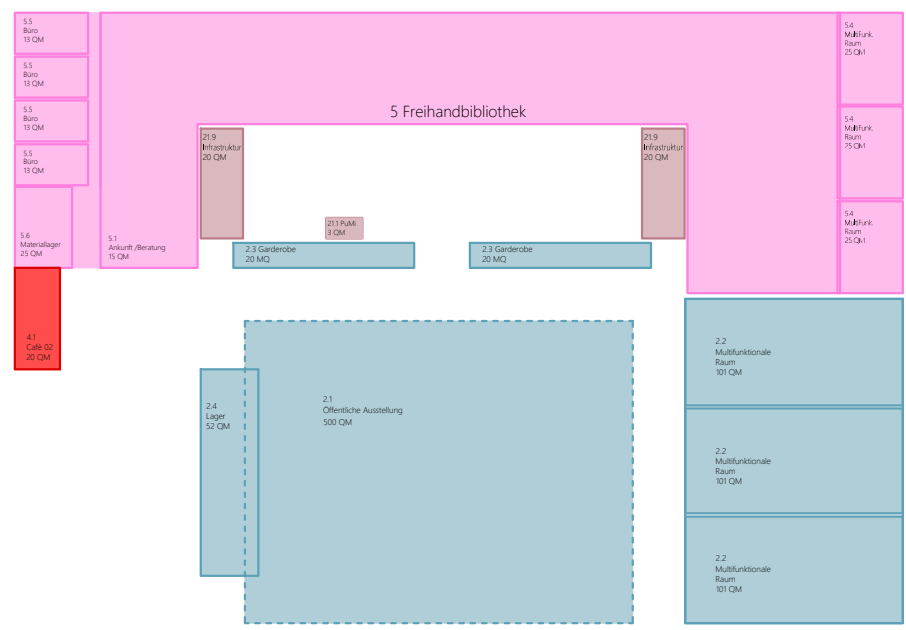 5.5
Büro
13 QM
5.5
Büro
13 QM
5.5
Büro
13 QM
5.5
Büro
13 QM
5.6
Materiallager
25 QM
5.1
Ankunft /Beratung
15 QM
5 Freihandbibliothek
5.4
Multifunk.
Raum
25 QM
5.4
Multifunk.
Raum
25 QM
5.4
Multifunk.
Raum
25 QM
21.9
Infrastruktur
20 QM
21.9
Infrastruktur
20 QM
21.1 PuMi
3 QM
2.3 Garderobe
20 MQ
2.3 Garderobe
20 MQ
4.1
Cafè 02
20 QM
2.4
Lager
52 QM
2.1
Offentliche Ausstellung
500 QM
2.2
Multifunktionale
Raum
101 QM
2.2
Multifunktionale
Raum
101 QM
2.2
Multifunktionale
Raum
101 QM